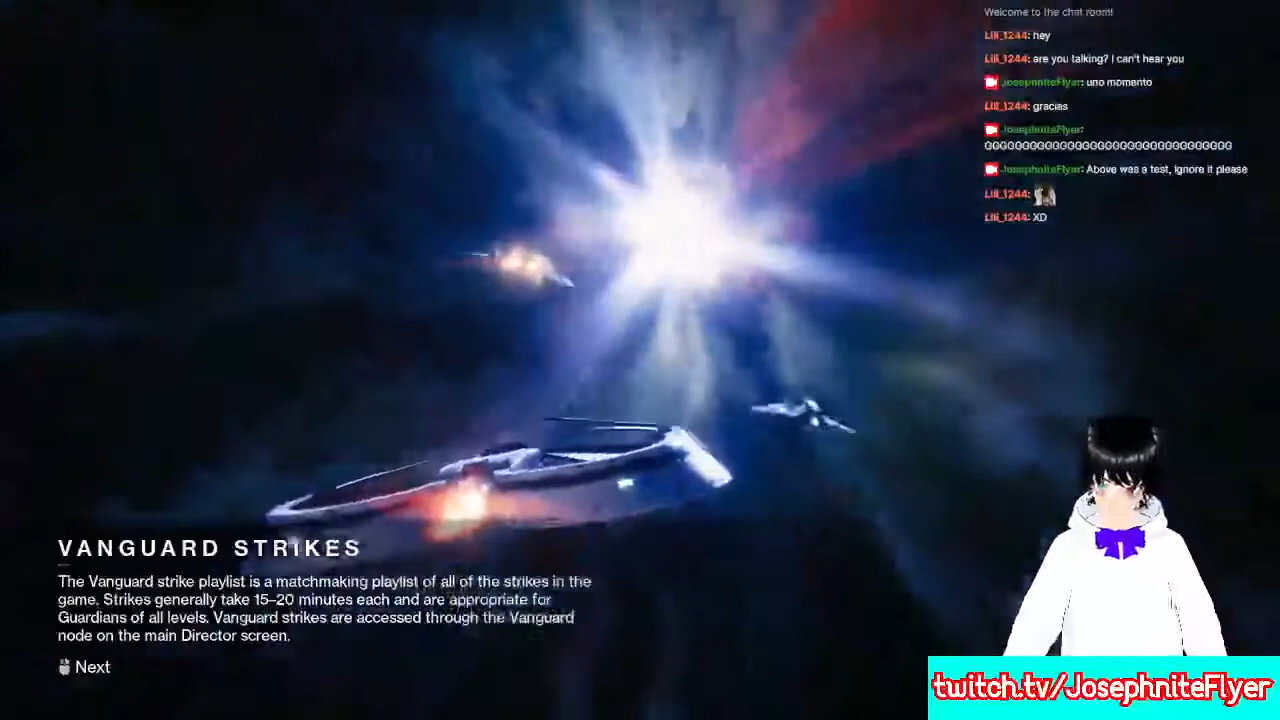 Welcome to the chat room!
Lili_1244: hey
Lili_1244: are you talking? I can't hear you
JosephniteFlyer: uno momento
Lili_1244: gracias
JosephniteFlyer:
GGGGGGGGGGGGGGGGGGGGGGGGGGGGGGGG
JosephniteFlyer: Above was a test, ignore it please
Lili_1244:
Lili_1244: XD
VANGUARD STRIKES
The Vanguard strike playlist is a matchmaking playlist of all of the strikes in the
game. Strikes generally take 15–20 minutes each and are appropriate for
Guardians of all levels. Vanguard strikes are accessed through the Vanguard
node on the main Director screen.
Next
twitch.tv/JosephniteFlyer